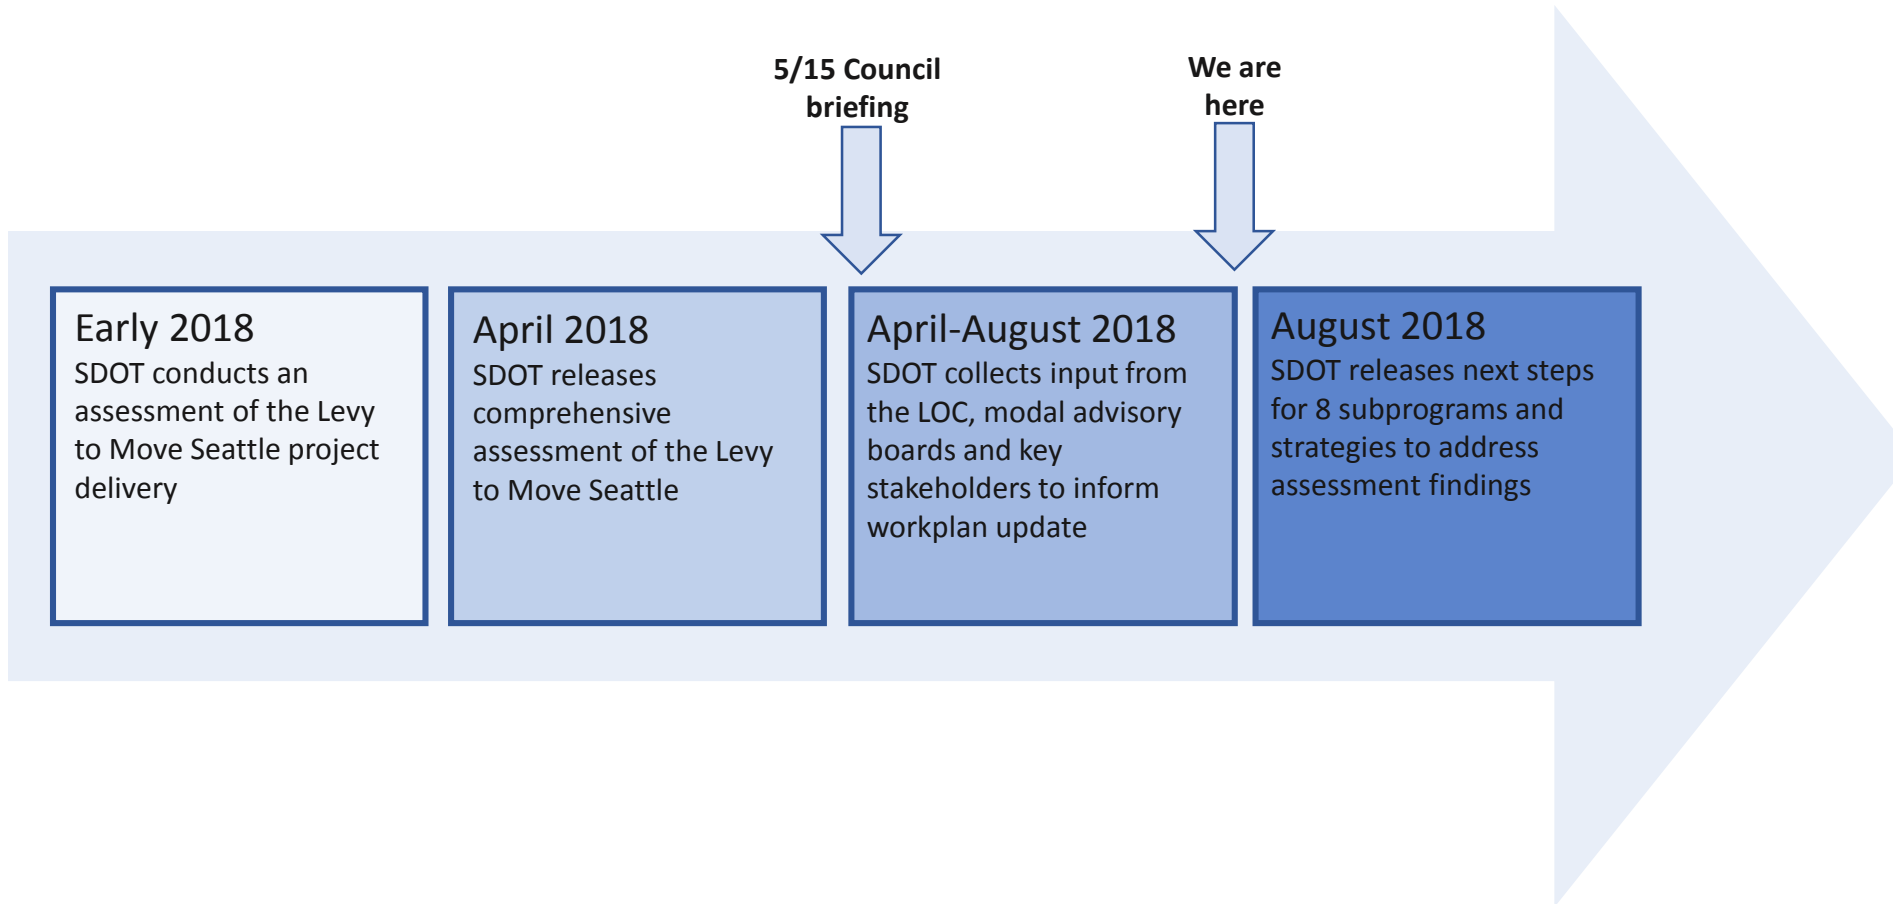 5/15 Council
briefing
We are
here
Early 2018
SDOT conducts an
assessment of the Levy
to Move Seattle project
delivery
April 2018
SDOT releases
comprehensive
assessment of the Levy
to Move Seattle
April-August 2018
SDOT collects input from
the LOC, modal advisory
boards and key
stakeholders to inform
workplan update
August 2018
SDOT releases next steps
for 8 subprograms and
strategies to address
assessment findings